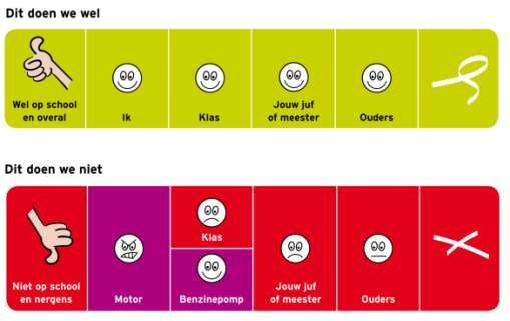 Dit doen we wel
Wel op school
en overal
Ik
Klas
Jouw juf
of meester
Ouders
Dit doen we niet
Niet op school
en nergens
Motor
Klas
Benzinepomp
Jouw juf
of meester
Ouders